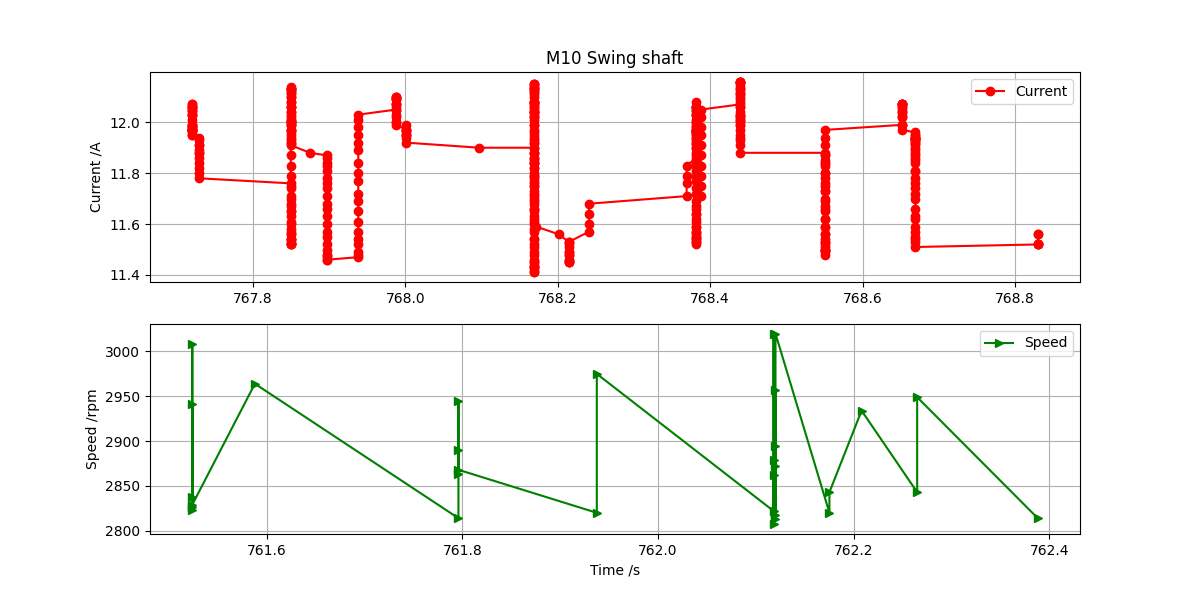 M10 Swing shaft
Current /A
12.0
11.8
11.6
11.4
Current
767.8 768.0 768.2 768.4 768.6 768.8
Speed /rpm
3000
2950
2900
2850
2800
Speed
761.6 761.8 762.0 762.2 762.4
Time /s